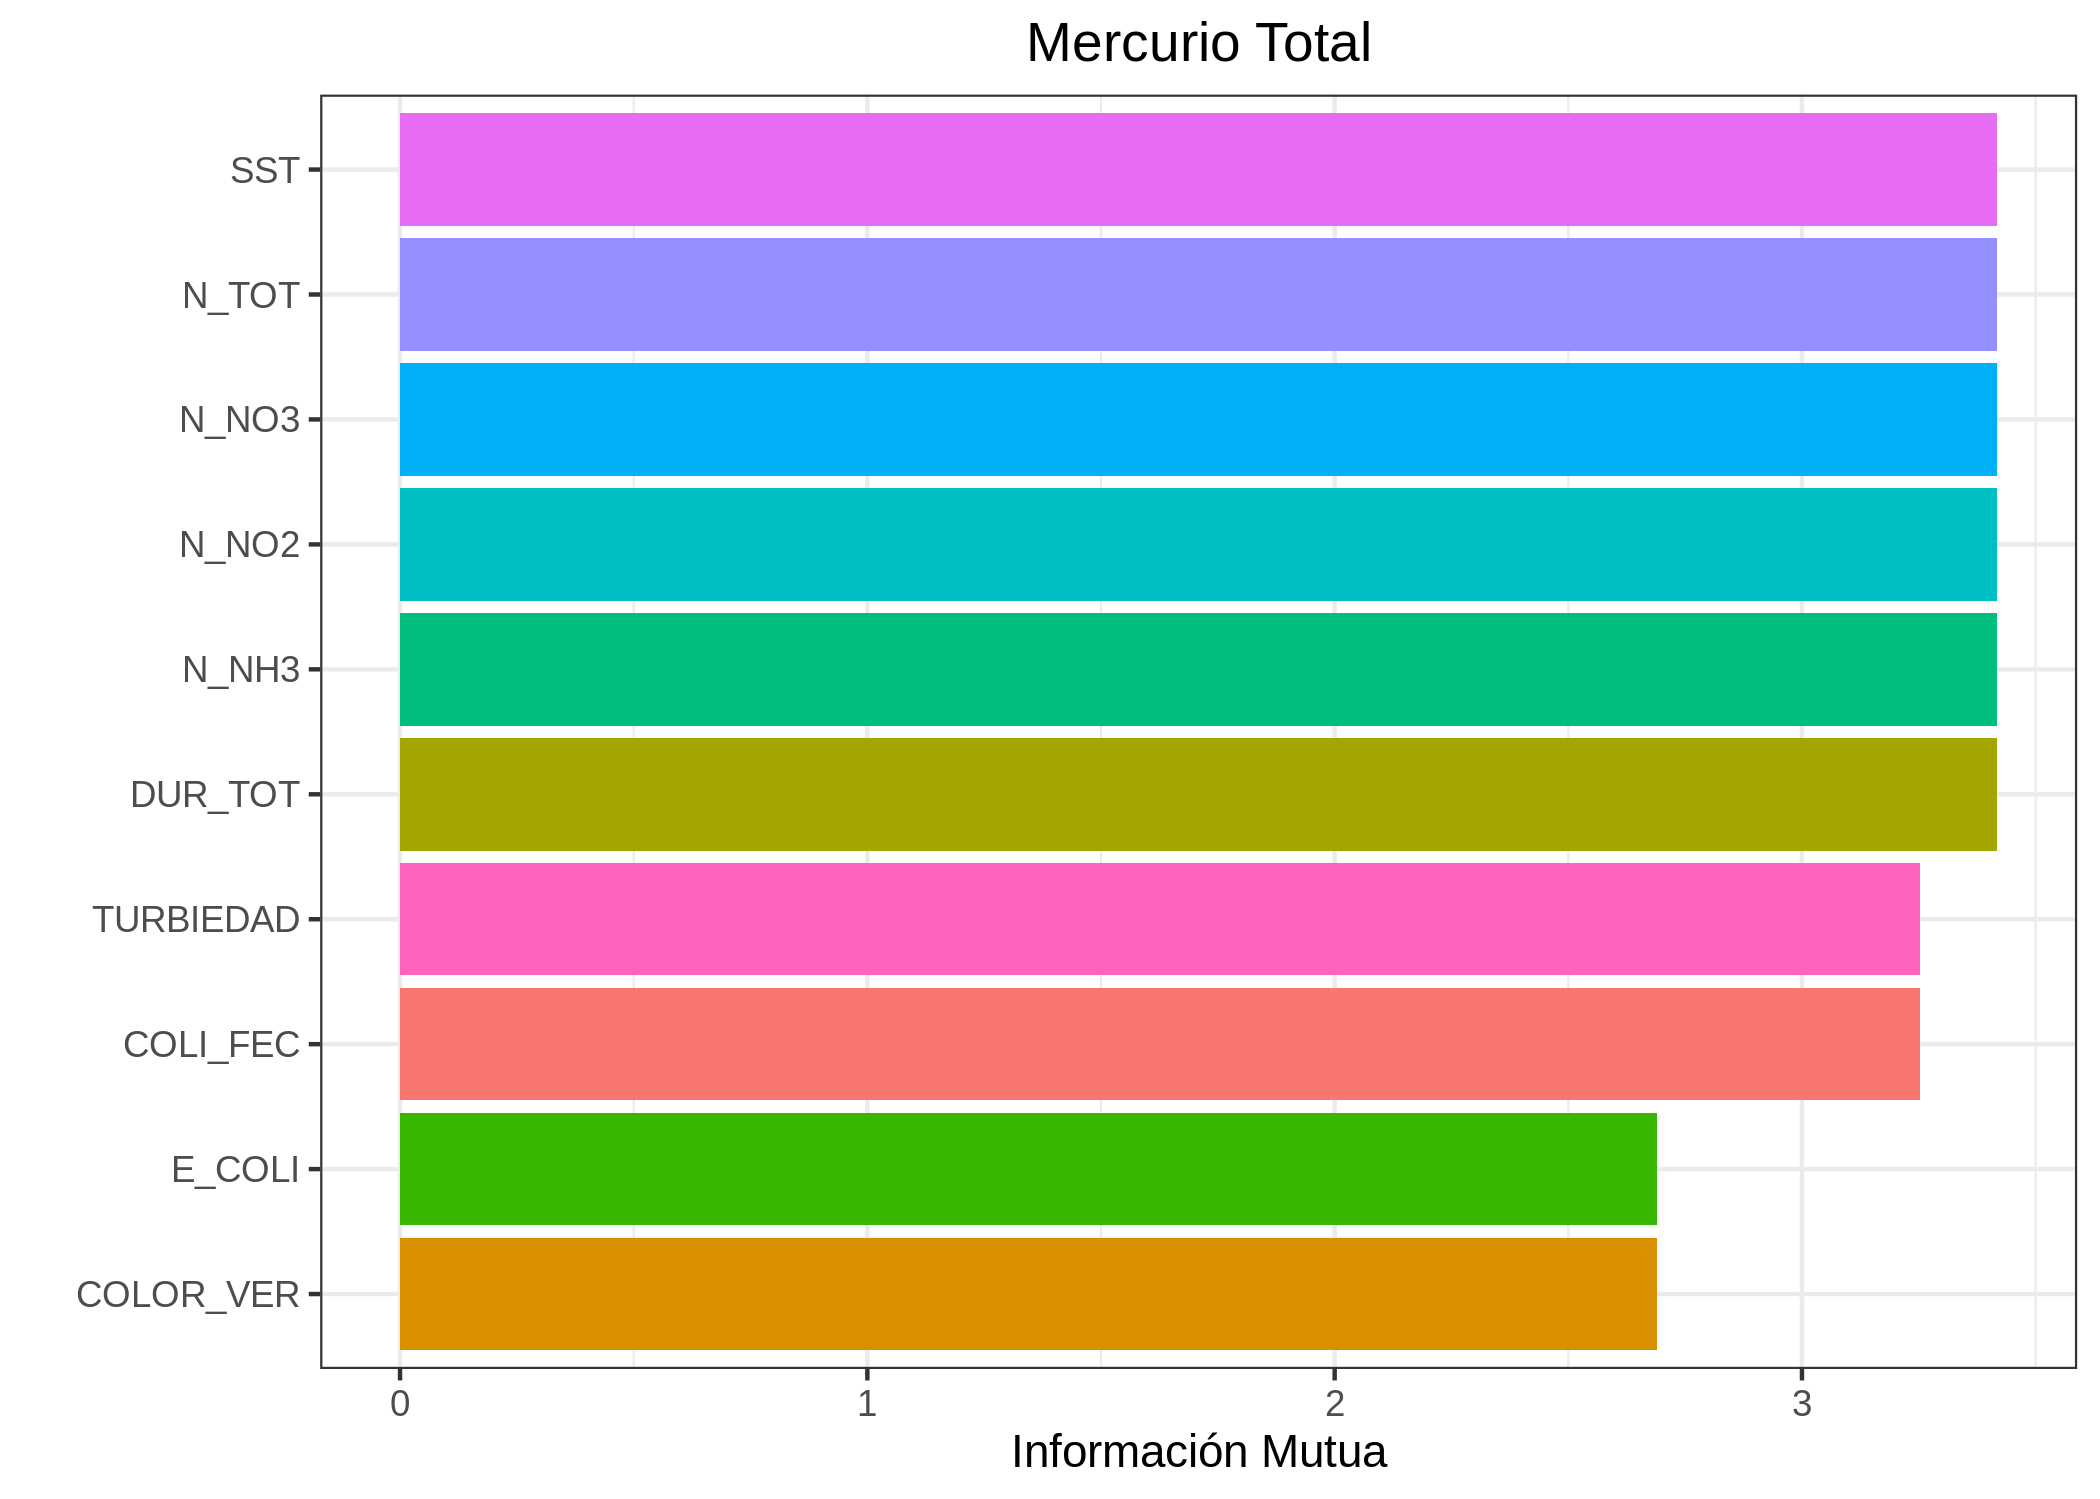 Mercurio Total
SST
N_TOT
N_NO3
N_NO2
N_NH3
DUR_TOT
TURBIEDAD
COLI_FEC
E_COLI
COLOR_VER
0 1 2 3
Información Mutua